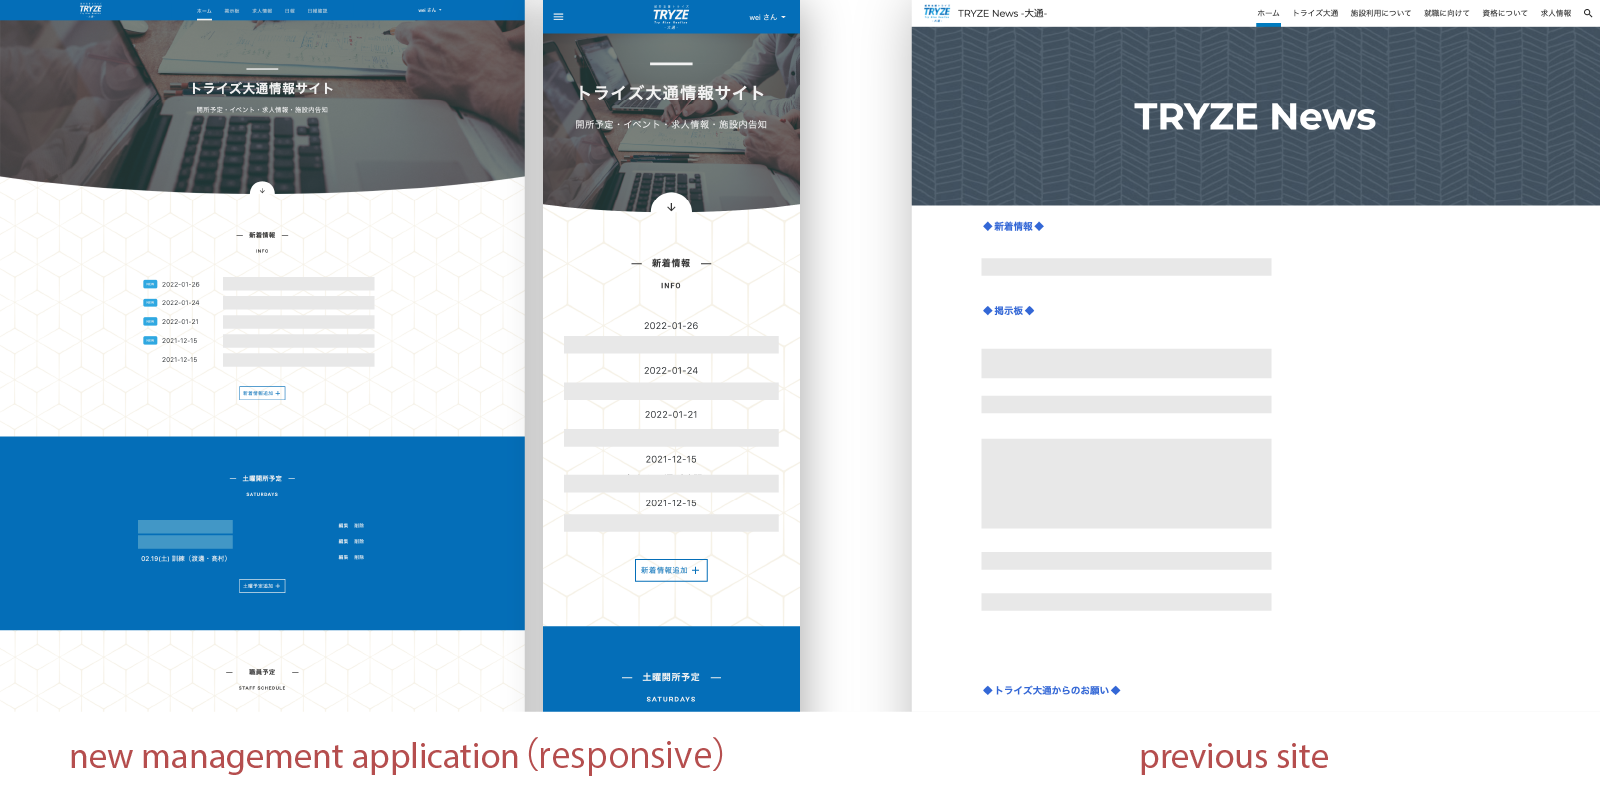 TRYZE
ホーム 掲示板 求人情報 日報 日報確認
wei さん
トライズ大通情報サイト
開所予定・イベント・求人情報・施設内告知
新着情報
INFO
NEW 2022-01-26
NEW 2022-01-24
NEW 2022-01-21
NEW 2021-12-15
2021-12-15
新着情報追加 +
土曜開所予定
SATURDAYS
編集 削除
編集 削除
02.19(土) 訓練（渡邊・髙村） 編集 削除
土曜予定追加 +
職員予定
STAFF SCHEDULE
TRYZE
wei さん
トライズ大通情報サイト
開所予定・イベント・求人情報・施設内告知
新着情報
INFO
2022-01-26
2022-01-24
2022-01-21
2021-12-15
2021-12-15
新着情報追加 +
土曜開所予定
SATURDAYS
new management application（responsive）
TRYZE
TRYZE News -大通-
ホーム トライズ大通 施設利用について 就職に向けて 資格について 求人情報
TRYZE News
◆新着情報◆
◆掲示板◆
◆トライズ大通からのお願い◆
previous site